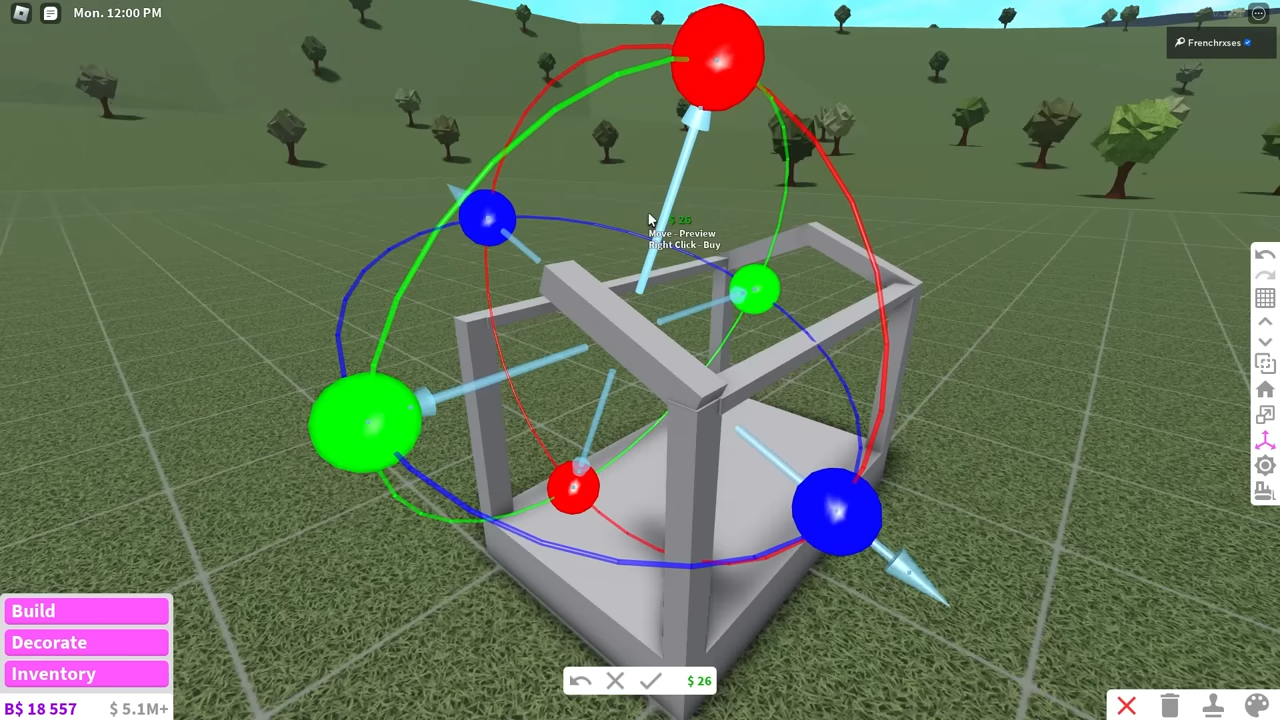 Mon. 12:00 PM
Frenchrxses
$ 26
Move - Preview
Right Click - Buy
Build
Decorate
Inventory
B$ 18 557
$ 5.1M+
$ 26